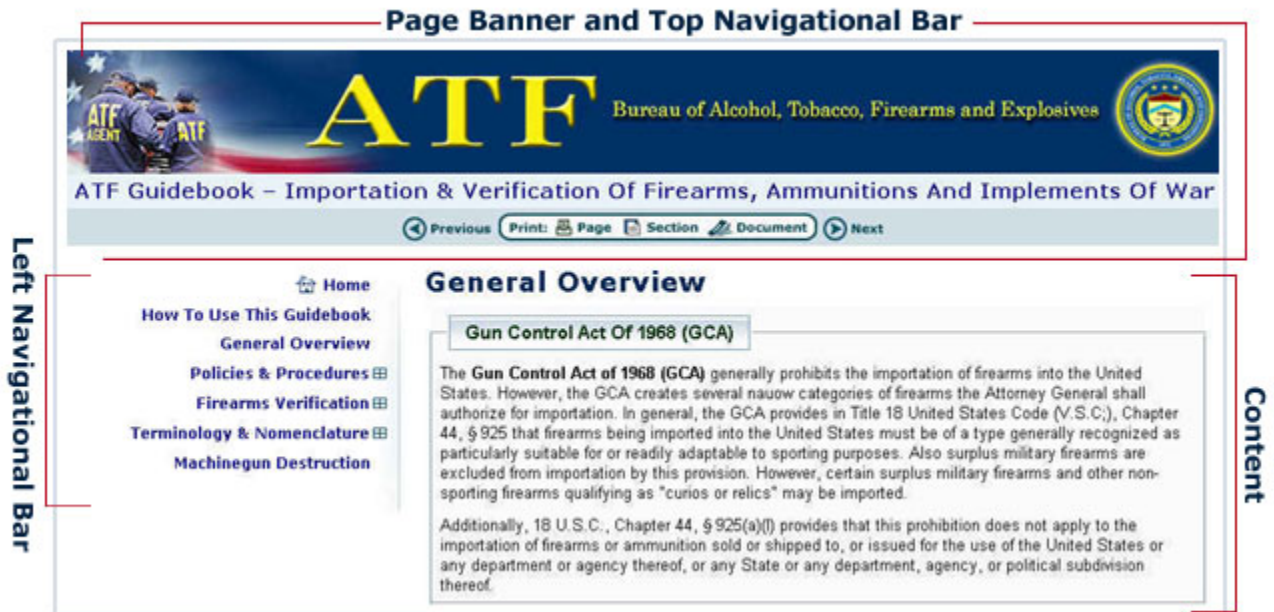 Page Banner and Top Navigational Bar
ATF
AGENT
ATF
ATF
Bureau of Alcohol, Tobacco, Firearms and Explosives
ATF Guidebook – Importation & Verification Of Firearms, Ammunitions And Implements Of War
Previous Print: Page Section Document Next
Left Navigational Bar
Home
How To Use This Guidebook
General Overview
Policies & Procedures
Firearms Verification
Terminology & Nomenclature
Machinegun Destruction
General Overview
Gun Control Act Of 1968 (GCA)
The Gun Control Act of 1968 (GCA) generally prohibits the importation of firearms into the United
States. However, the GCA creates several nauow categories of firearms the Attorney General shall
authorize for importation. In general, the GCA provides in Title 18 United States Code (V.S.C;), Chapter
44, § 925 that firearms being imported into the United States must be of a type generally recognized as
particularly suitable for or readily adaptable to sporting purposes. Also surplus military firearms are
excluded from importation by this provision. However, certain surplus military firearms and other non-
sporting firearms qualifying as "curios or relics" may be imported.
Additionally, 18 U.S.C., Chapter 44, § 925(a)(l) provides that this prohibition does not apply to the
importation of firearms or ammunition sold or shipped to, or issued for the use of the United States or
any department or agency thereof, or any State or any department, agency, or political subdivision
thereof.
Content